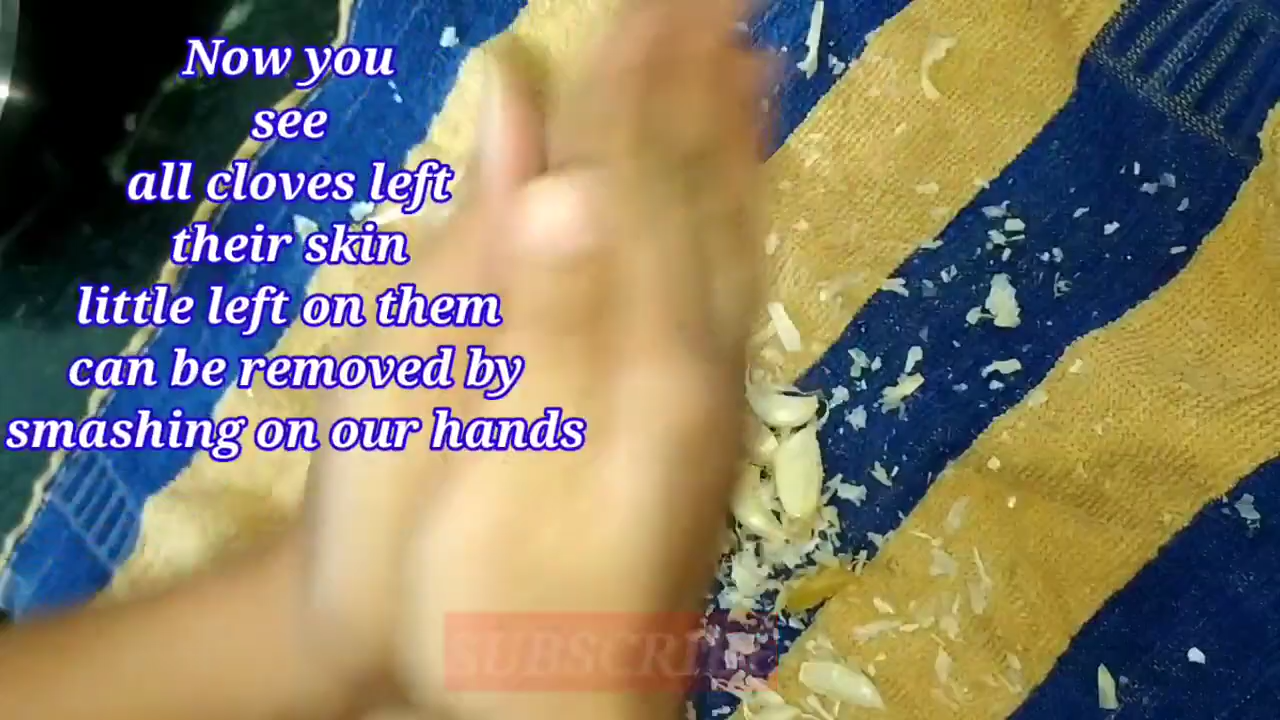 Now you
see
all cloves left
their skin
little left on them
can be removed by
smashing on our hands
SUBSCRIBE